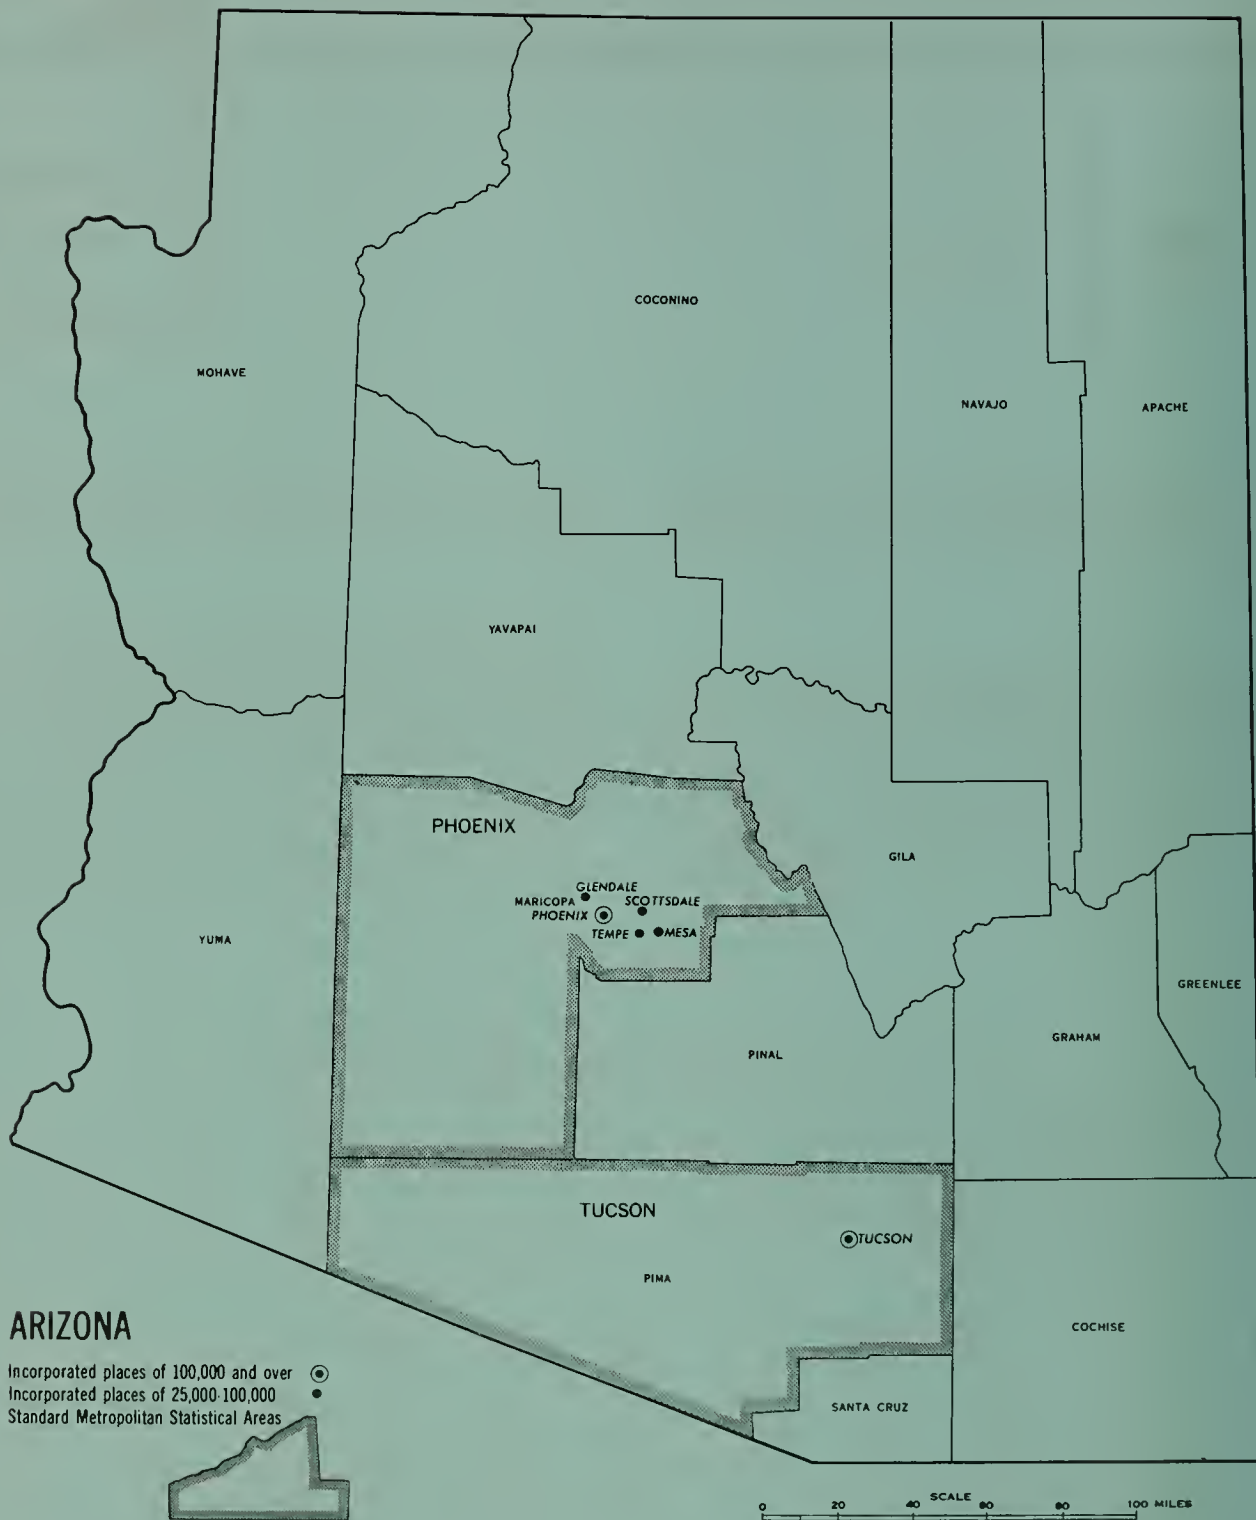 COCONINO
MOHAVE
NAVAJO
APACHE
YAVAPAI
PHOENIX
GILA
GLENDALE
MARICOPA
SCOTTSDALE
PHOENIX
TEMPE
MESA
YUMA
GREENLEE
GRAHAM
PINAL
TUCSON
TUCSON
PIMA
COCHISE
SANTA CRUZ
ARIZONA
Incorporated places of 100,000 and over
Incorporated places of 25,000-100,000
Standard Metropolitan Statistical Areas
SCALE
0 20 40 60 80 100 MILES